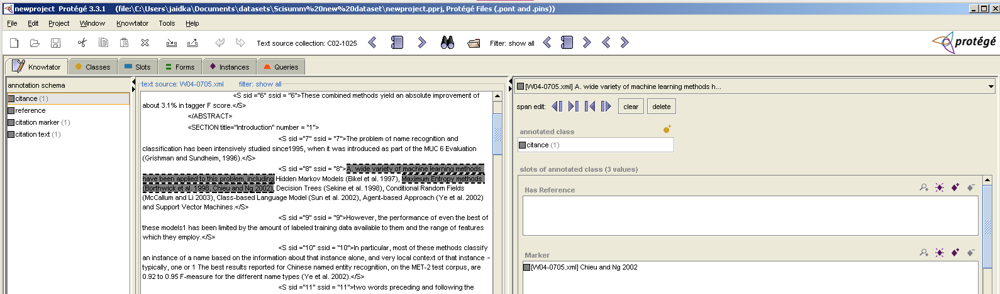 newproject Protégé 3.3.1 (file:\C:\Users\jaidka\Documents\datasets\Scisumm%20new%20dataset\newproject.pprj, Protégé Files (.pont and .pins))
File Edit Project Window Knowtator Tools Help
Text source collection: C02-1025 Filter: show all protégé
Knowtator Classes Slots Forms Instances Queries
annotation schema
citance (1)
reference
citation marker (1)
citation text (1)
text source: W04-0705.xml filter: show all
<S sid ="6" ssid = "6">These combined methods yield an absolute improvement of
about 3.1% in tagger F score.</S>
</ABSTRACT>
<SECTION title="Introduction" number = "1">
<S sid ="7" ssid = "7">The problem of name recognition and
classification has been intensively studied since1995, when it was introduced as part of the MUC 6 Evaluation
(Grishman and Sundheim, 1996).</S>
<S sid ="8" ssid = "8">A. wide variety of machine learning methods
have been applied to this problem, including Hidden Markov Models (Bikel et al. 1997), Maximum Entropy methods
(Borthwick et al. 1998, Chieu and Ng 2002), Decision Trees (Sekine et al. 1998), Conditional Random Fields
(McCallum and Li 2003), Class-based Language Model (Sun et al. 2002), Agent-based Approach (Ye et al. 2002)
and Support Vector Machines.</S>
<S sid ="9" ssid = "9">However, the performance of even the best of
these models1 has been limited by the amount of labeled training data available to them and the range of features
which they employ.</S>
<S sid ="10" ssid = "10">In particular, most of these methods classify
an instance of a name based on the information about that instance alone, and very local context of that instance –
typically, one or 1 The best results reported for Chinese named entity recognition, on the MET-2 test corpus, are
0.92 to 0.95 F-measure for the different name types (Ye et al. 2002).</S>
<S sid ="11" ssid = "11">two words preceding and following the
[W04-0705.xml] A. wide variety of machine learning methods h...
span edit: clear delete
annotated class
citance (1)
slots of annotated class (3 values)
Has Reference
Marker
[W04-0705.xml] Chieu and Ng 2002